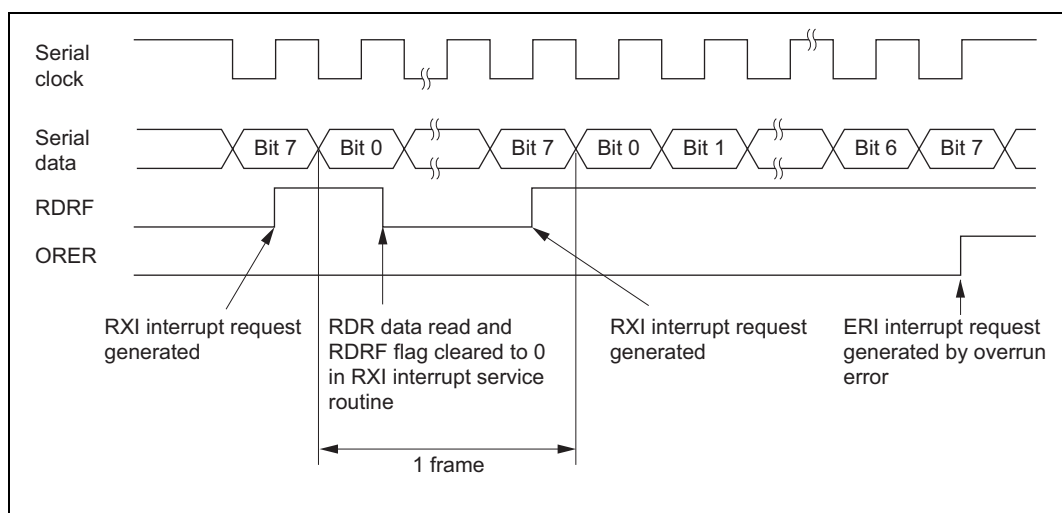 Serial
clock
Serial
data
Bit 7
Bit 0
Bit 7
Bit 0
Bit 1
Bit 6
Bit 7
RDRF
ORER
RXI interrupt request
generated
RDR data read and
RDRF flag cleared to 0
in RXI interrupt service
routine
RXI interrupt request
generated
ERI interrupt request
generated by overrun
error
1 frame